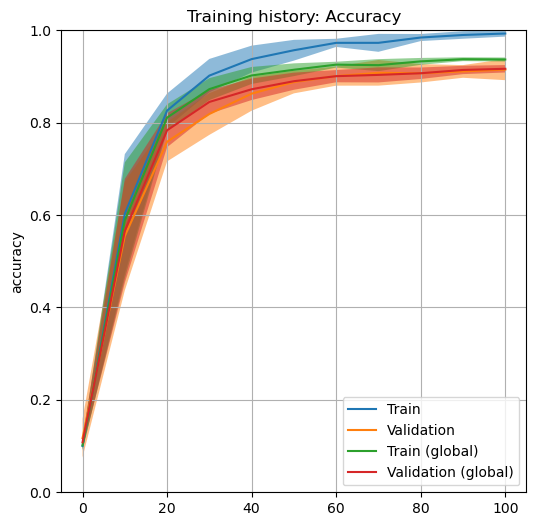 Training history: Accuracy
accuracy
1.0
0.8
0.6
0.4
0.2
0.0
0 20 40 60 80 100
Train
Validation
Train (global)
Validation (global)